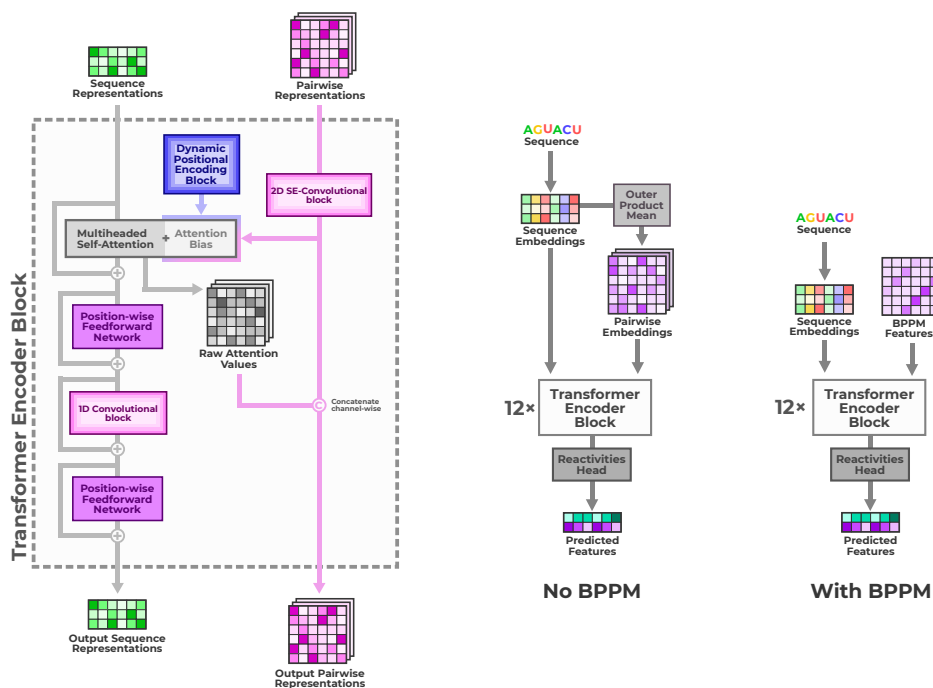 Sequence
Representations
Pairwise
Representations
Transformer Encoder Block
Dynamic
Positional
Encoding
Block
2D SE-Convolutional
block
Multiheaded
Self-Attention
+
Attention
Bias
Position-wise
Feedforward
Network
Raw Attention
Values
C
Concatenate
channel-wise
1D Convolutional
block
Position-wise
Feedforward
Network
Output Sequence
Representations
Output Pairwise
Representations
AGUACU
Sequence
Outer
Product
Mean
Sequence
Embeddings
Pairwise
Embeddings
12×
Transformer
Encoder
Block
Reactivities
Head
Predicted
Features
No BPPM
AGUACU
Sequence
Sequence
Embeddings
BPPM
Features
12×
Transformer
Encoder
Block
Reactivities
Head
Predicted
Features
With BPPM